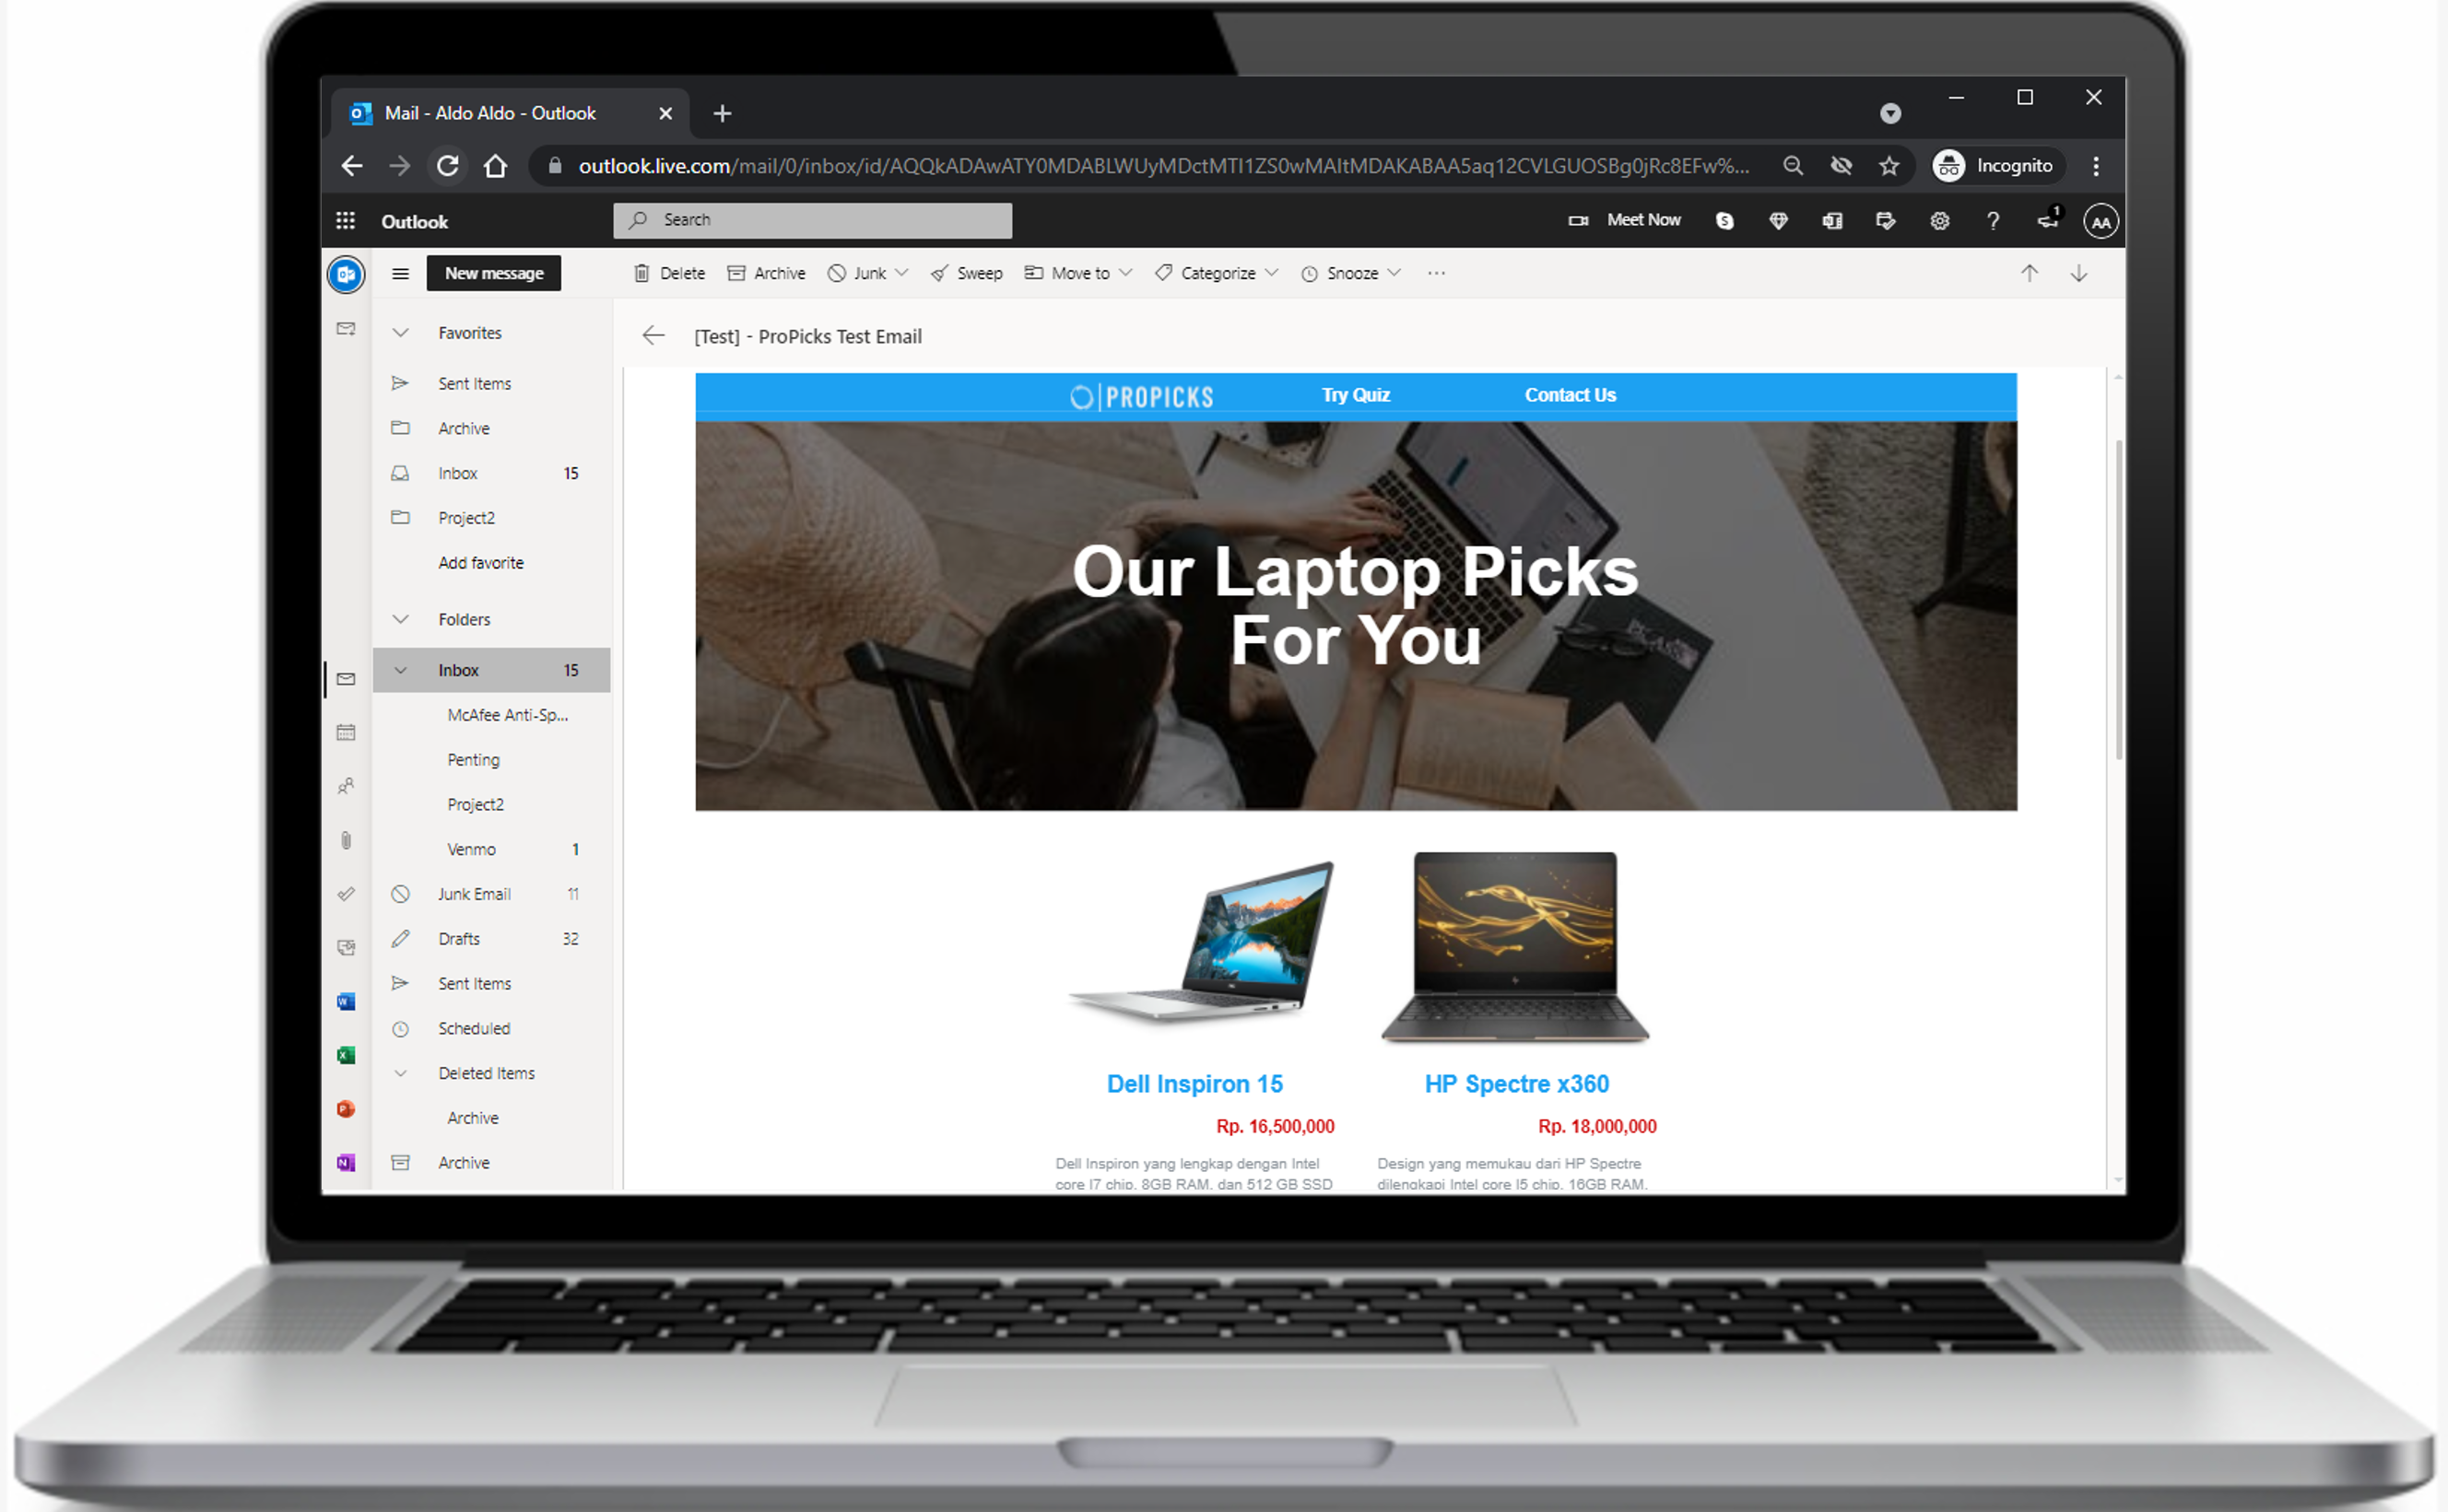 Mail - Aldo Aldo - Outlook
outlook.live.com/mail/0/inbox/id/AQQkADAwATY0MDABLWUyMDctMTI1ZS0wMAItMDAKABAA5aq12CVLGUOSBg0jRc8EFw%...
Incognito
Outlook
Search
Meet Now
1
AA
New message
Delete
Archive
Junk
Sweep
Move to
Categorize
Snooze
Favorites
Sent Items
Archive
Inbox 15
Project2
Add favorite
Folders
Inbox 15
McAfee Anti-Sp...
Penting
Project2
Venmo 1
Junk Email 11
Drafts 32
Sent Items
Scheduled
Deleted Items
Archive
Archive
[Test] - ProPicks Test Email
PROPICKS
Try Quiz
Contact Us
Our Laptop Picks
For You
Dell Inspiron 15
Rp. 16,500,000
Dell Inspiron yang lengkap dengan Intel
core I7 chip, 8GB RAM, dan 512 GB SSD
HP Spectre x360
Rp. 18,000,000
Design yang memukau dari HP Spectre
dilengkapi Intel core I5 chip, 16GB RAM,